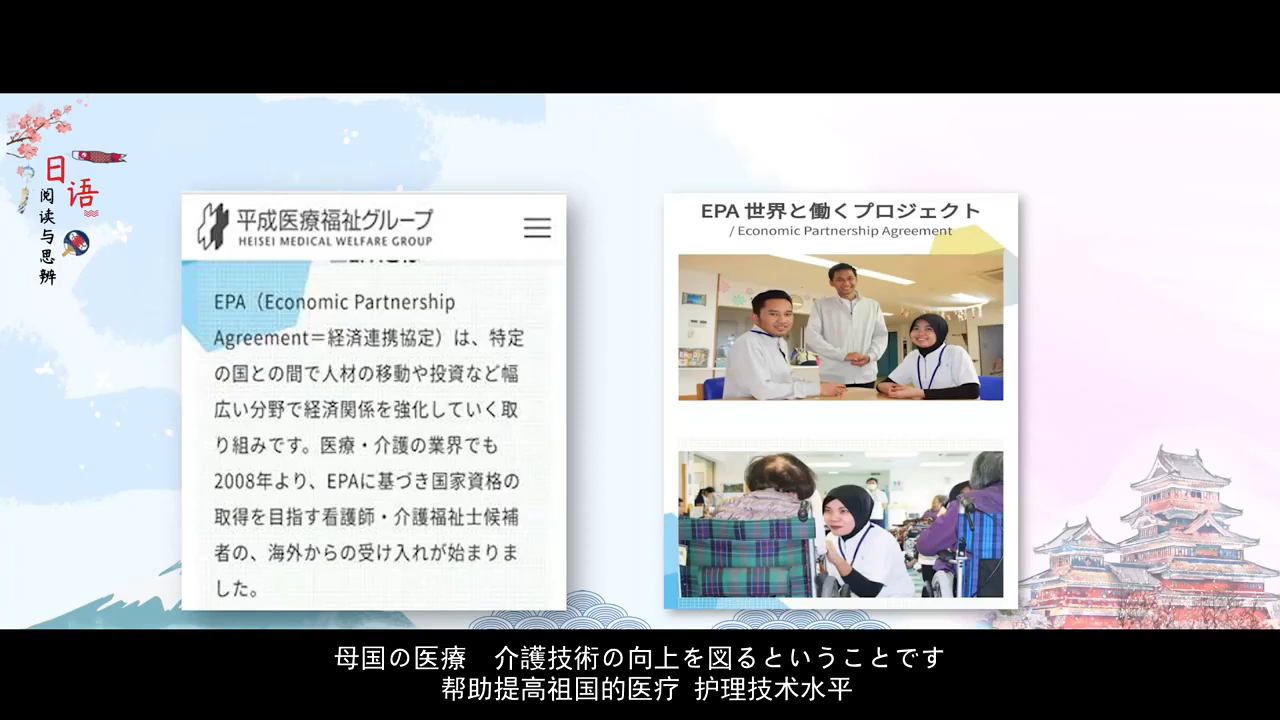 日语
阅读与思辨
平成医療福祉グループ
HEISEI MEDICAL WELFARE GROUP
EPA（Economic Partnership
Agreement＝経済連携協定）は、特定
の国との間で人材の移動や投資など幅
広い分野で経済関係を強化していく取
り組みです。医療・介護の業界でも
2008年より、EPAに基づき国家資格の
取得を目指す看護師・介護福祉士候補
者の、海外からの受け入れが始まりま
した。
EPA 世界と働くプロジェクト
/ Economic Partnership Agreement
母国の医療　介護技術の向上を図るということです
帮助提高祖国的医疗 护理技术水平